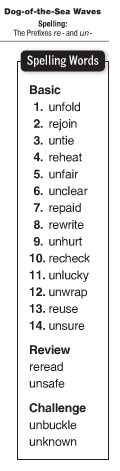 Dog-of-the-Sea Waves
Spelling:
The Prefixes re- and un-
Spelling Words
Basic
1. unfold
2. rejoin
3. untie
4. reheat
5. unfair
6. unclear
7. repaid
8. rewrite
9. unhurt
10. recheck
11. unlucky
12. unwrap
13. reuse
14. unsure
Review
reread
unsafe
Challenge
unbuckle
unknown